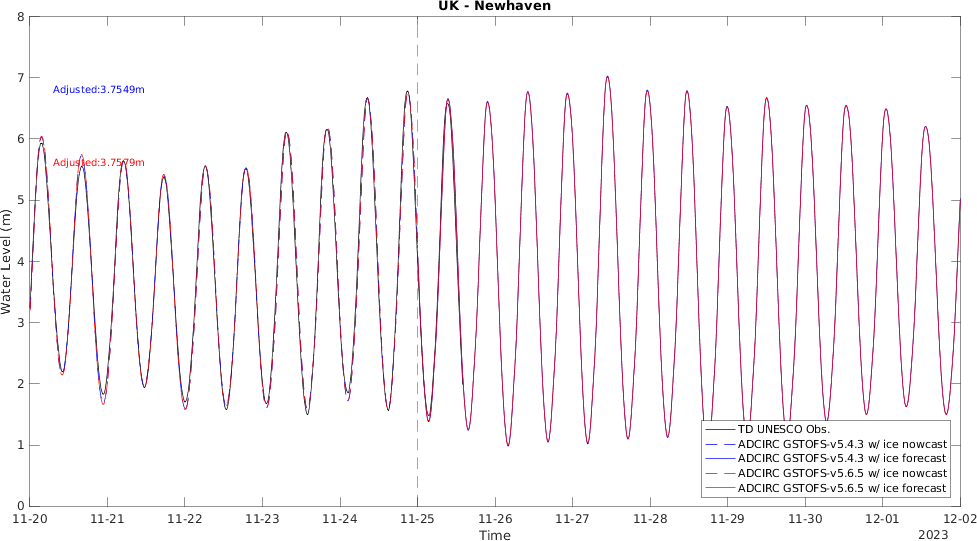 UK - Newhaven
8
7
6
5
4
3
2
1
0
Water Level (m)
Adjusted:3.7549m
Adjusted:3.7579m
TD UNESCO Obs.
ADCIRC GSTOFS-v5.4.3 w/ ice nowcast
ADCIRC GSTOFS-v5.4.3 w/ ice forecast
ADCIRC GSTOFS-v5.6.5 w/ ice nowcast
ADCIRC GSTOFS-v5.6.5 w/ ice forecast
11-20 11-21 11-22 11-23 11-24 11-25 11-26 11-27 11-28 11-29 11-30 12-01 12-02
Time
2023